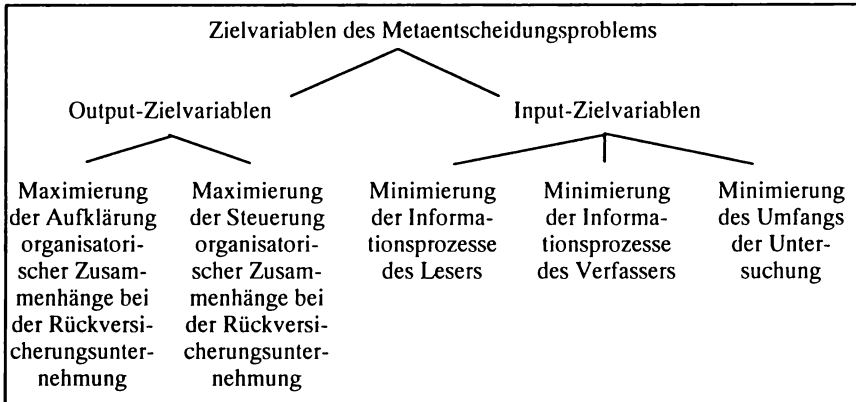 Zielvariablen des Metaentscheidungsproblems
Output-Zielvariablen
Input-Zielvariablen
Maximierung
der Aufklärung
organisatori-
scher Zusam-
menhänge bei
der Rückversi-
cherungsunter-
nehmung
Maximierung
der Steuerung
organisatori-
scher Zusam-
menhänge bei
der Rückversi-
cherungsunter-
nehmung
Minimierung
der Informa-
tionsprozesse
des Lesers
Minimierung
der Informa-
tionsprozesse
des Verfassers
Minimierung
des Umfangs
der Unter-
suchung